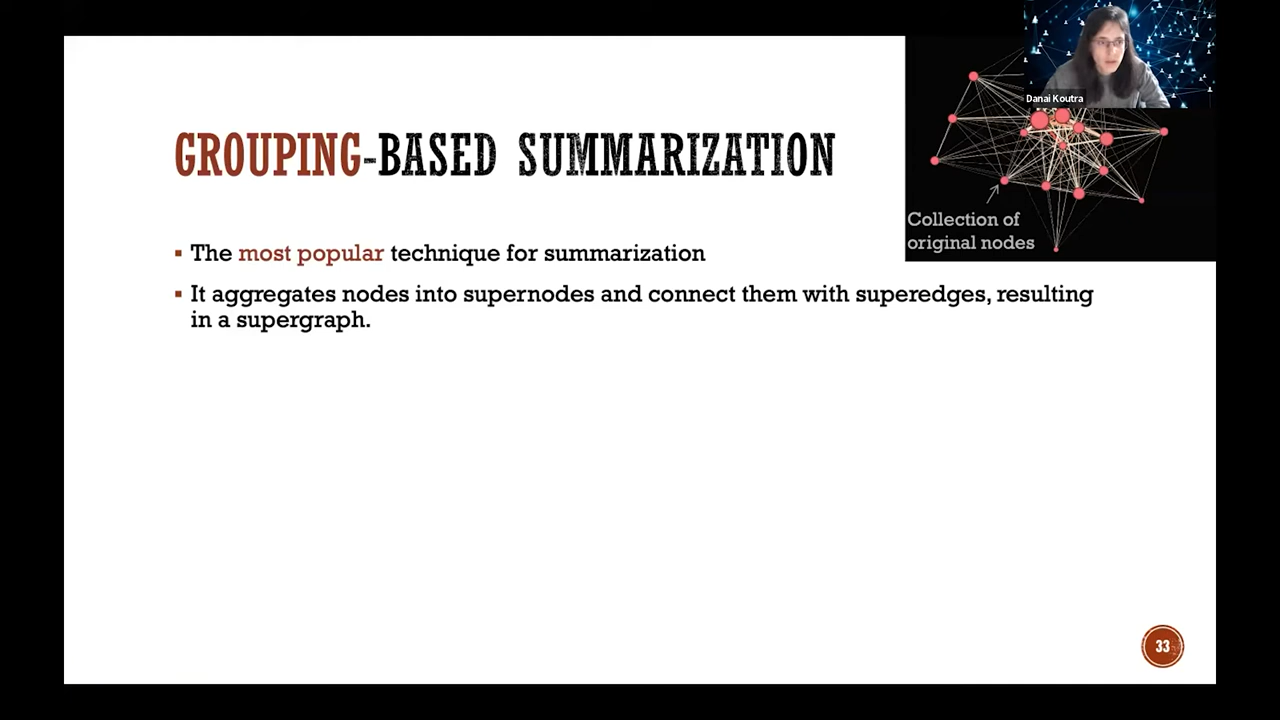 Danai Koutra
GROUPING-BASED SUMMARIZATION
Collection of
original nodes
▪ The most popular technique for summarization
▪ It aggregates nodes into supernodes and connect them with superedges, resulting
in a supergraph.
33